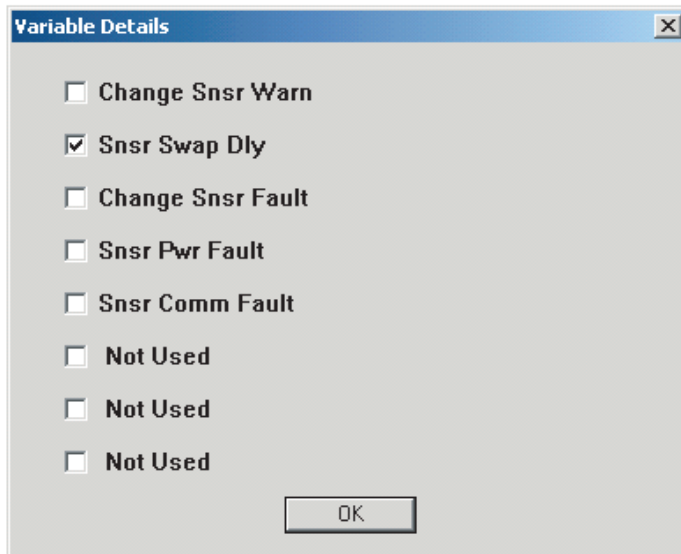 Variable Details
Change Snsr Warn
Snsr Swap Dly
Change Snsr Fault
Snsr Pwr Fault
Snsr Comm Fault
Not Used
Not Used
Not Used
OK